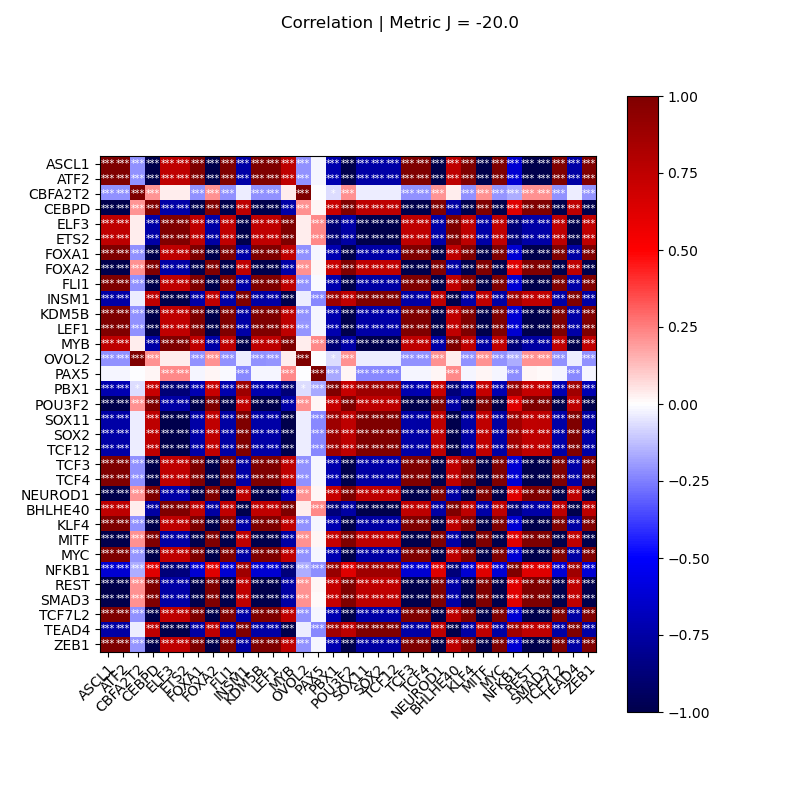 Correlation | Metric J = -20.0
ASCL1
ATF2
CBFA2T2
CEBPD
ELF3
ETS2
FOXA1
FOXA2
FLI1
INSM1
KDM5B
LEF1
MYB
OVOL2
PAX5
PBX1
POU3F2
SOX11
SOX2
TCF12
TCF3
TCF4
NEUROD1
BHLHE40
KLF4
MITF
MYC
NFKB1
REST
SMAD3
TCF7L2
TEAD4
ZEB1
ASCL1
ATF2
CBFA2T2
CEBPD
ELF3
ETS2
FOXA1
FOXA2
FLI1
INSM1
KDM5B
LEF1
MYB
OVOL2
PAX5
PBX1
POU3F2
SOX11
SOX2
TCF12
TCF3
TCF4
NEUROD1
BHLHE40
KLF4
MITF
MYC
NFKB1
REST
SMAD3
TCF7L2
TEAD4
ZEB1
1.00
0.75
0.50
0.25
0.00
−0.25
−0.50
−0.75
−1.00